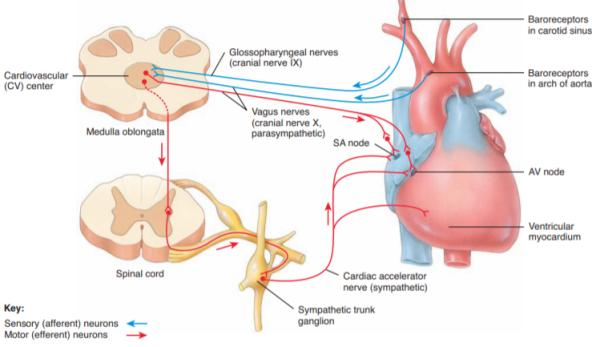 Baroreceptors
in carotid sinus
Glossopharyngeal nerves
(cranial nerve IX)
Cardiovascular
(CV) center
Baroreceptors
in arch of aorta
Vagus nerves
(cranial nerve X,
parasympathetic)
Medulla oblongata
SA node
AV node
Ventricular
myocardium
Spinal cord
Cardiac accelerator
nerve (sympathetic)
Sympathetic trunk
ganglion
Key:
Sensory (afferent) neurons
Motor (efferent) neurons